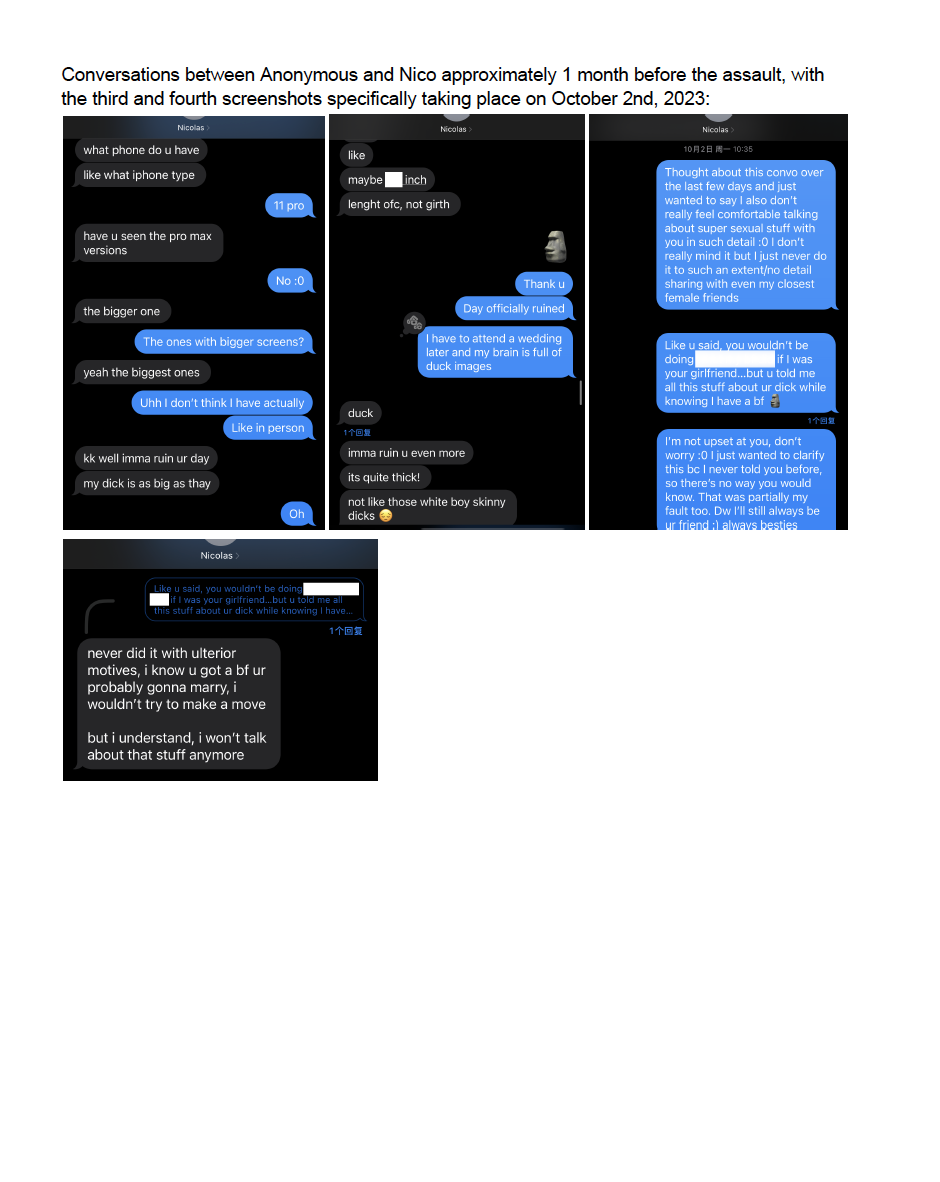 Conversations between Anonymous and Nico approximately 1 month before the assault, with
the third and fourth screenshots specifically taking place on October 2nd, 2023:
Nicolas
what phone do u have
like what iphone type
11 pro
have u seen the pro max
versions
No :0
the bigger one
The ones with bigger screens?
yeah the biggest ones
Uhh I don't think I have actually
Like in person
kk well imma ruin ur day
my dick is as big as thay
Oh
Nicolas
like
maybe inch
lenght ofc, not girth
🗿
Thank u
Day officially ruined
I have to attend a wedding
later and my brain is full of
duck images
duck
1个回复
imma ruin u even more
its quite thick!
not like those white boy skinny
dicks 😔
Nicolas
10月2日 周一 10:35
Thought about this convo over
the last few days and just
wanted to say I also don't
really feel comfortable talking
about super sexual stuff with
you in such detail :0 I don't
really mind it but I just never do
it to such an extent/no detail
sharing with even my closest
female friends
Like u said, you wouldn't be
doing if I was
your girlfriend...but u told me
all this stuff about ur dick while
knowing I have a bf 🗿
1个回复
I'm not upset at you, don't
worry :0 I just wanted to clarify
this bc I never told you before,
so there's no way you would
know. That was partially my
fault too. Dw I'll still always be
ur friend :) always besties
Nicolas
Like u said, you wouldn't be doing
if I was your girlfriend...but u told me all
this stuff about ur dick while knowing I have...
1个回复
never did it with ulterior
motives, i know u got a bf ur
probably gonna marry, i
wouldn't try to make a move
but i understand, i won't talk
about that stuff anymore